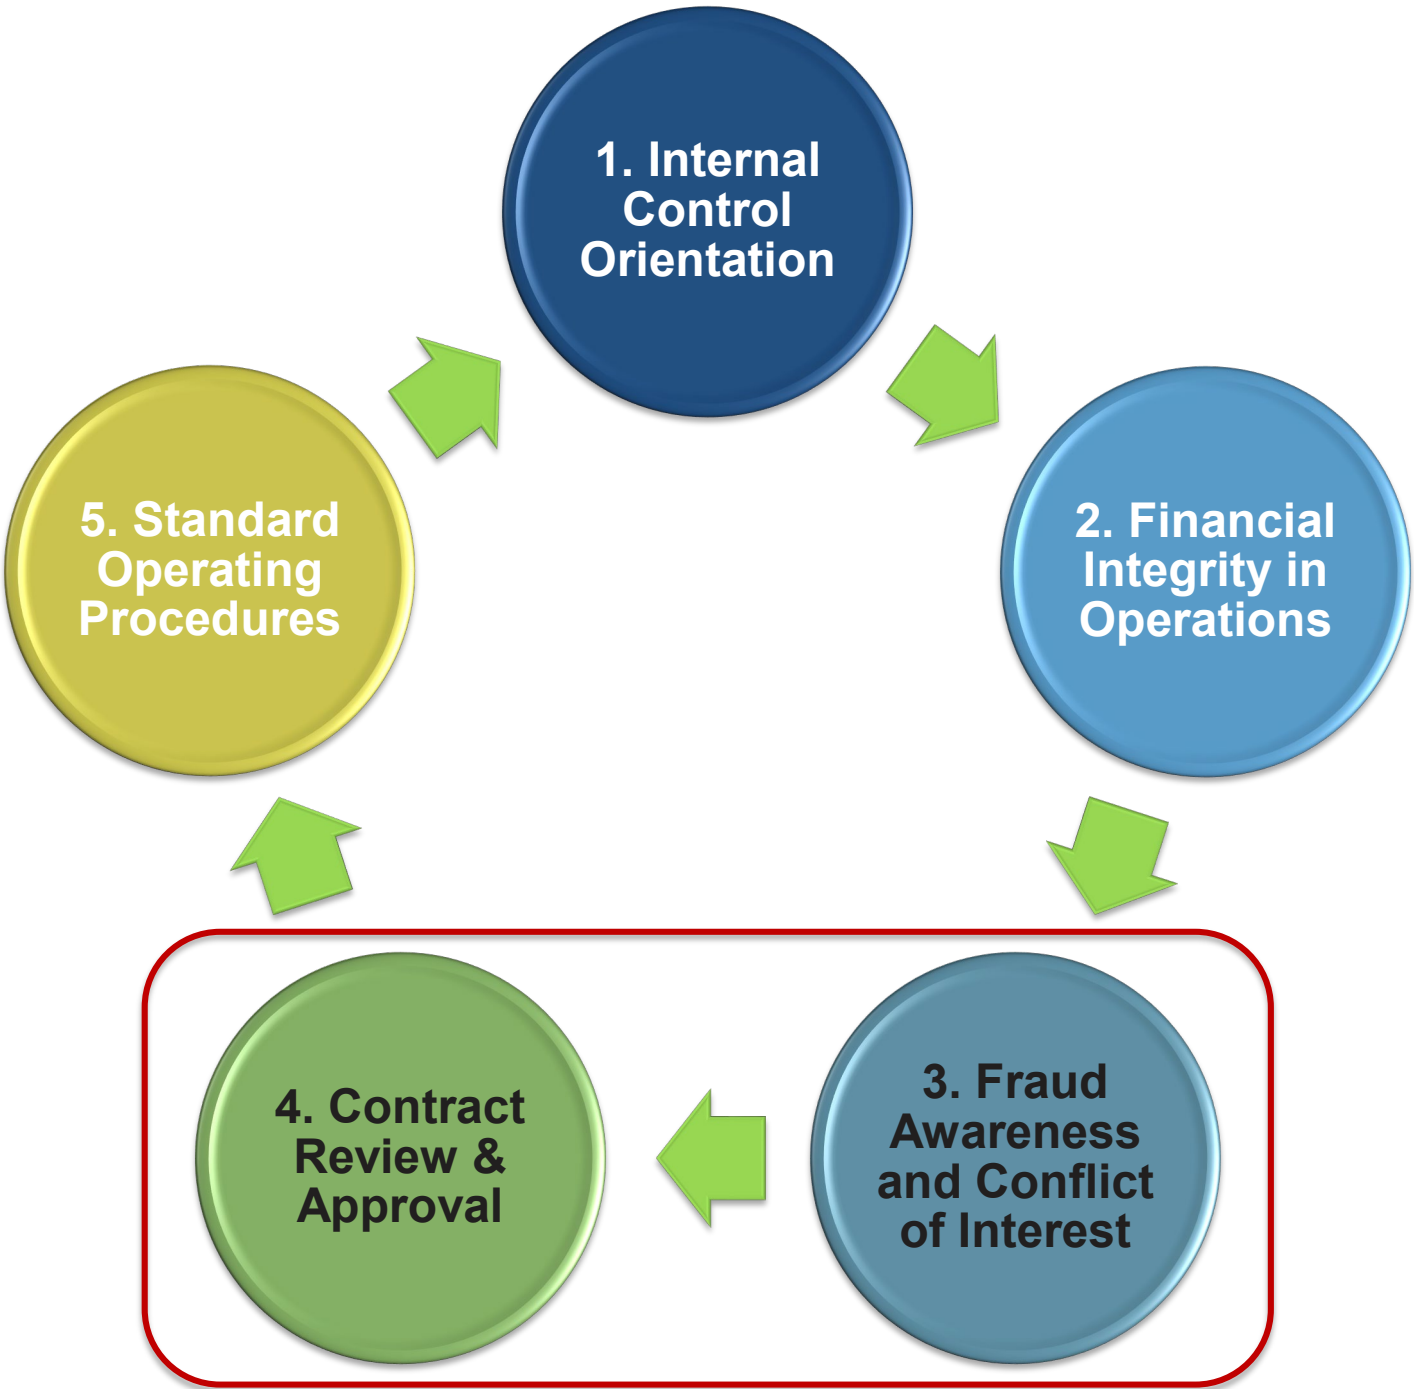 1. Internal
Control
Orientation
2. Financial
Integrity in
Operations
3. Fraud
Awareness
and Conflict
of Interest
4. Contract
Review &
Approval
5. Standard
Operating
Procedures